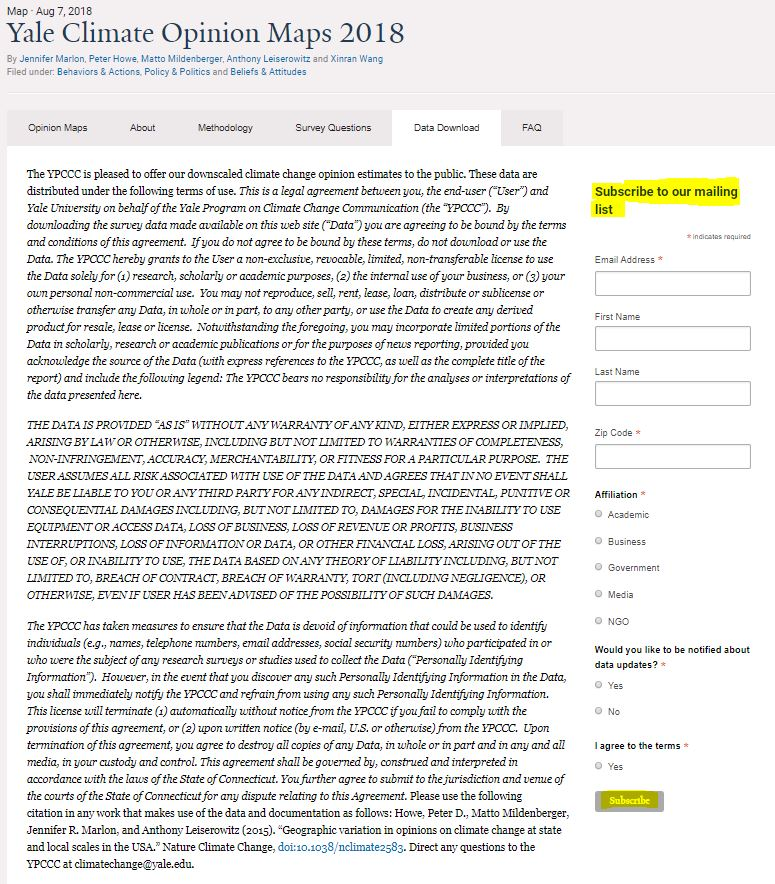 Map · Aug 7, 2018
Yale Climate Opinion Maps 2018
By Jennifer Marlon, Peter Howe, Matto Mildenberger, Anthony Leiserowitz and Xinran Wang
Filed under: Behaviors & Actions, Policy & Politics and Beliefs & Attitudes
Opinion Maps
About
Methodology
Survey Questions
Data Download
FAQ
The YPCCC is pleased to offer our downscaled climate change opinion estimates to the public. These data are
distributed under the following terms of use. This is a legal agreement between you, the end-user (“User”) and
Yale University on behalf of the Yale Program on Climate Change Communication (the “YPCCC”). By
downloading the survey data made available on this web site (“Data”) you are agreeing to be bound by the terms
and conditions of this agreement. If you do not agree to be bound by these terms, do not download or use the
Data. The YPCCC hereby grants to the User a non-exclusive, revocable, limited, non-transferable license to use
the Data solely for (1) research, scholarly or academic purposes, (2) the internal use of your business, or (3) your
own personal non-commercial use. You may not reproduce, sell, rent, lease, loan, distribute or sublicense or
otherwise transfer any Data, in whole or in part, to any other party, or use the Data to create any derived
product for resale, lease or license. Notwithstanding the foregoing, you may incorporate limited portions of the
Data in scholarly, research or academic publications or for the purposes of news reporting, provided you
acknowledge the source of the Data (with express references to the YPCCC, as well as the complete title of the
report) and include the following legend: The YPCCC bears no responsibility for the analyses or interpretations of
the data presented here.
THE DATA IS PROVIDED “AS IS” WITHOUT ANY WARRANTY OF ANY KIND, EITHER EXPRESS OR IMPLIED,
ARISING BY LAW OR OTHERWISE, INCLUDING BUT NOT LIMITED TO WARRANTIES OF COMPLETENESS,
NON-INFRINGEMENT, ACCURACY, MERCHANTABILITY, OR FITNESS FOR A PARTICULAR PURPOSE. THE
USER ASSUMES ALL RISK ASSOCIATED WITH USE OF THE DATA AND AGREES THAT IN NO EVENT SHALL
YALE BE LIABLE TO YOU OR ANY THIRD PARTY FOR ANY INDIRECT, SPECIAL, INCIDENTAL, PUNITIVE OR
CONSEQUENTIAL DAMAGES INCLUDING, BUT NOT LIMITED TO, DAMAGES FOR THE INABILITY TO USE
EQUIPMENT OR ACCESS DATA, LOSS OF BUSINESS, LOSS OF REVENUE OR PROFITS, BUSINESS
INTERRUPTIONS, LOSS OF INFORMATION OR DATA, OR OTHER FINANCIAL LOSS, ARISING OUT OF THE
USE OF, OR INABILITY TO USE, THE DATA BASED ON ANY THEORY OF LIABILITY INCLUDING, BUT NOT
LIMITED TO, BREACH OF CONTRACT, BREACH OF WARRANTY, TORT (INCLUDING NEGLIGENCE), OR
OTHERWISE, EVEN IF USER HAS BEEN ADVISED OF THE POSSIBILITY OF SUCH DAMAGES.
The YPCCC has taken measures to ensure that the Data is devoid of information that could be used to identify
individuals (e.g., names, telephone numbers, email addresses, social security numbers) who participated in or
who were the subject of any research surveys or studies used to collect the Data (“Personally Identifying
Information”). However, in the event that you discover any such Personally Identifying Information in the Data,
you shall immediately notify the YPCCC and refrain from using any such Personally Identifying Information.
This license will terminate (1) automatically without notice from the YPCCC if you fail to comply with the
provisions of this agreement, or (2) upon written notice (by e-mail, U.S. or otherwise) from the YPCCC. Upon
termination of this agreement, you agree to destroy all copies of any Data, in whole or in part and in any and all
media, in your custody and control. This agreement shall be governed by, construed and interpreted in
accordance with the laws of the State of Connecticut. You further agree to submit to the jurisdiction and venue of
the courts of the State of Connecticut for any dispute relating to this Agreement. Please use the following
citation in any work that makes use of the data and documentation as follows: Howe, Peter D., Matto Mildenberger,
Jennifer R. Marlon, and Anthony Leiserowitz (2015). “Geographic variation in opinions on climate change at state
and local scales in the USA.” Nature Climate Change, doi:10.1038/nclimate2583. Direct any questions to the
YPCCC at climatechange@yale.edu.
Subscribe to our mailing
list
* indicates required
Email Address *
First Name
Last Name
Zip Code *
Affiliation *
Academic
Business
Government
Media
NGO
Would you like to be notified about
data updates? *
Yes
No
I agree to the terms *
Yes
Subscribe